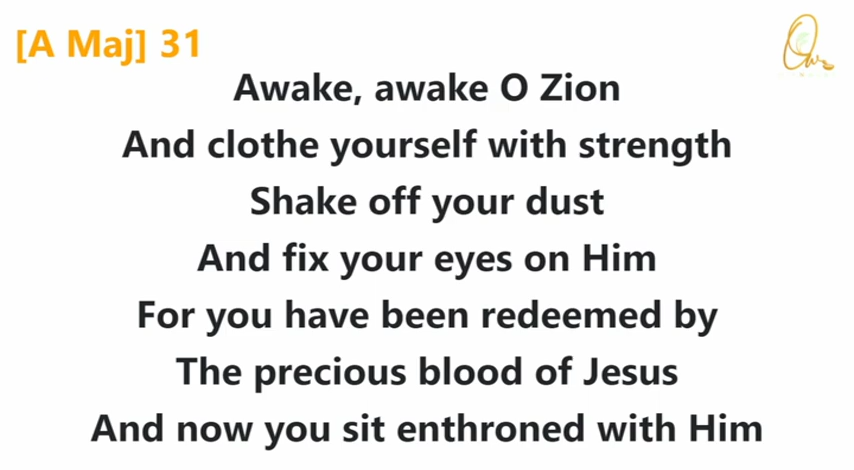 [A Maj] 31
Awake, awake O Zion
And clothe yourself with strength
Shake off your dust
And fix your eyes on Him
For you have been redeemed by
The precious blood of Jesus
And now you sit enthroned with Him